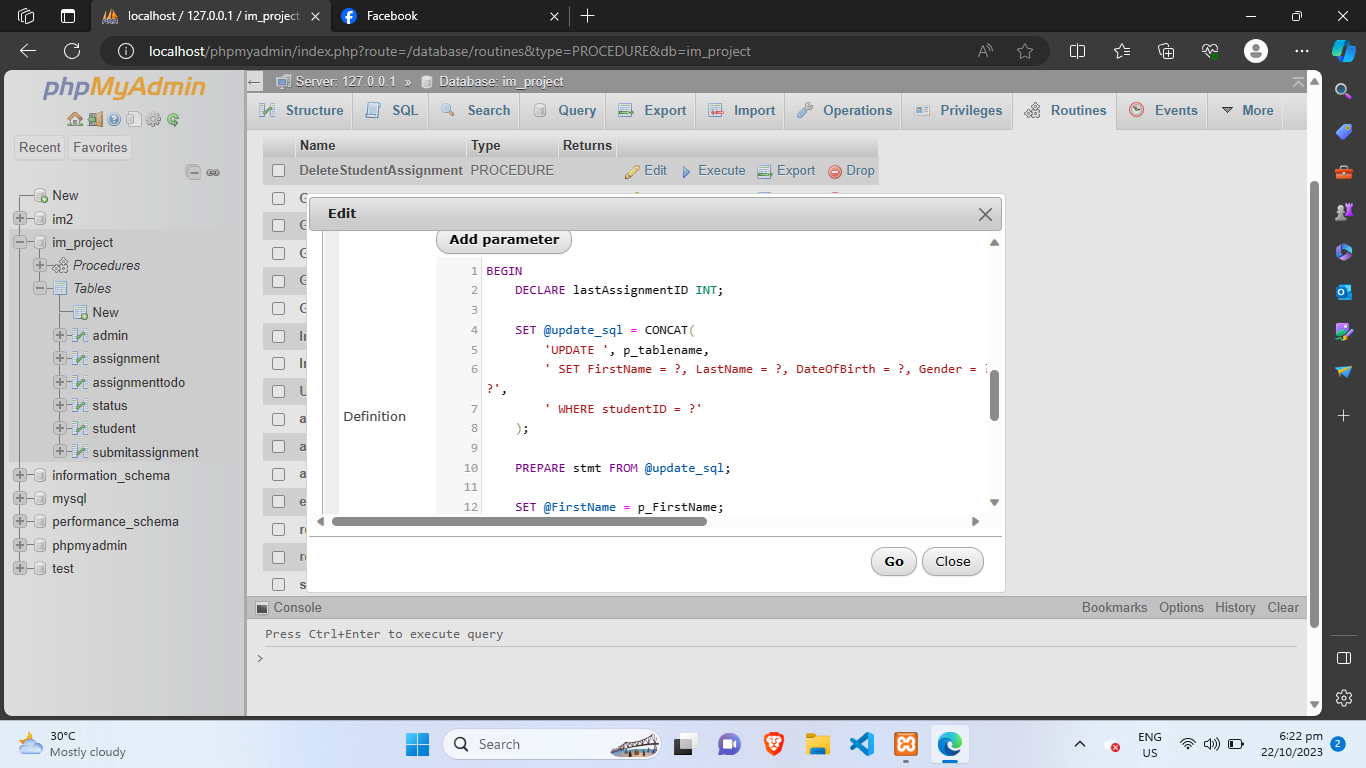 localhost / 127.0.0.1 / im_project
Facebook
localhost/phpmyadmin/index.php?route=/database/routines&type=PROCEDURE&db=im_project
phpMyAdmin
Recent
Favorites
New
im2
im_project
Procedures
Tables
New
admin
assignment
assignmenttodo
status
student
submitassignment
information_schema
mysql
performance_schema
phpmyadmin
test
Server: 127.0.0.1 » Database: im_project
Structure
SQL
Search
Query
Export
Import
Operations
Privileges
Routines
Events
More
Name Type Returns
DeleteStudentAssignment PROCEDURE Edit Execute Export Drop
Edit
Add parameter
Definition
1 BEGIN
2 DECLARE lastAssignmentID INT;
3
4 SET @update_sql = CONCAT(
5 'UPDATE ', p_tablename,
6 ' SET FirstName = ?, LastName = ?, DateOfBirth = ?, Gender =
?',
7 ' WHERE studentID = ?'
8 );
9
10 PREPARE stmt FROM @update_sql;
11
12 SET @FirstName = p_FirstName;
Go
Close
Console
Bookmarks Options History Clear
Press Ctrl+Enter to execute query
>
30°C
Mostly cloudy
Search
ENG
US
6:22 pm
22/10/2023
2